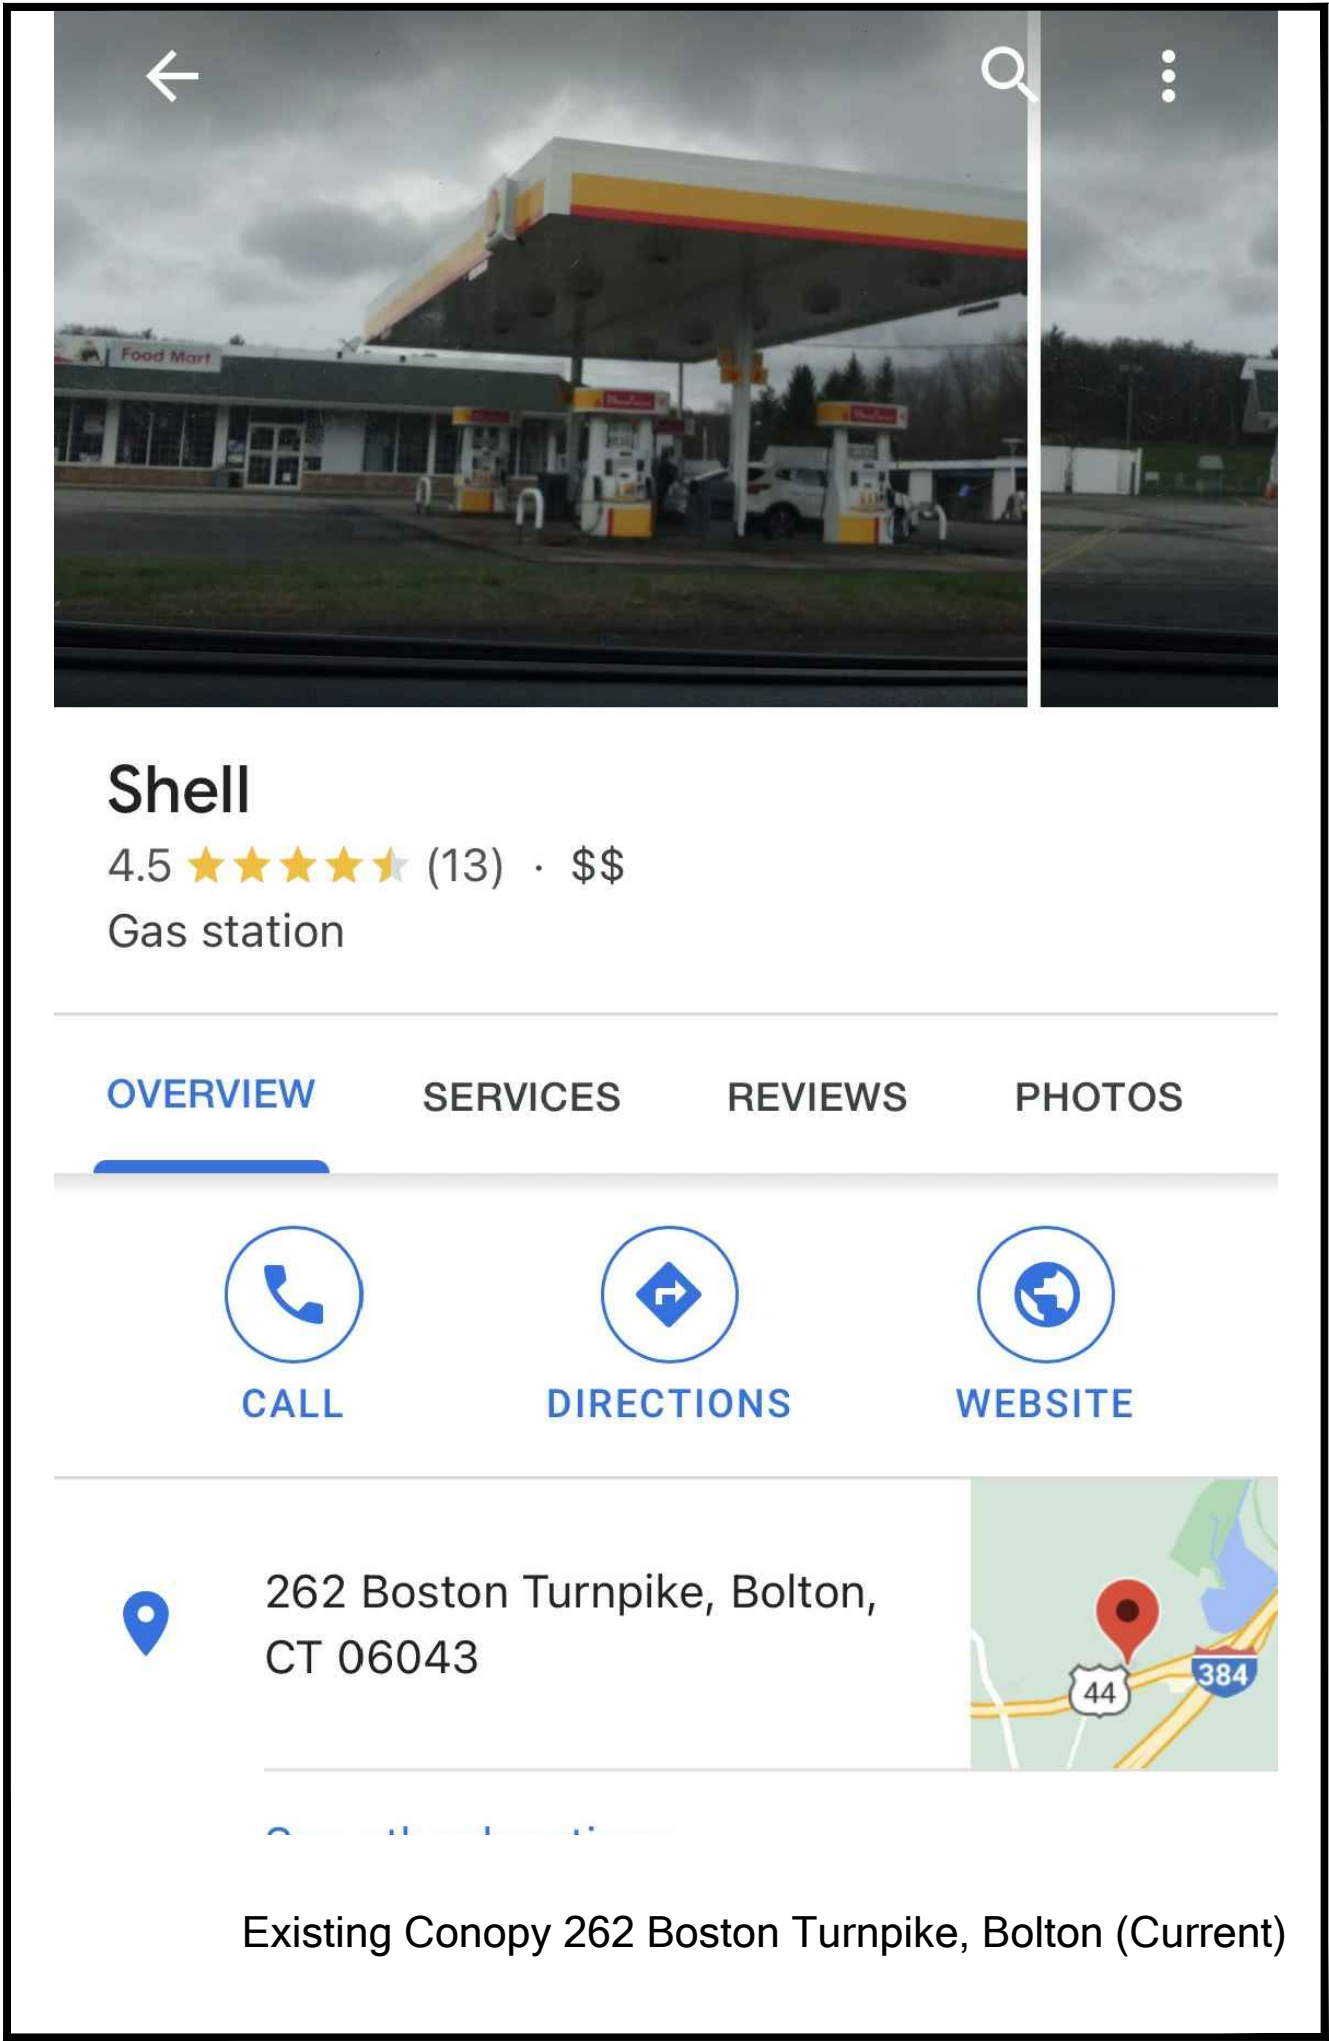 Food Mart
Shell
4.5 (13) · $$
Gas station
OVERVIEW SERVICES REVIEWS PHOTOS
CALL DIRECTIONS WEBSITE
262 Boston Turnpike, Bolton,
CT 06043
44
384
Existing Conopy 262 Boston Turnpike, Bolton (Current)